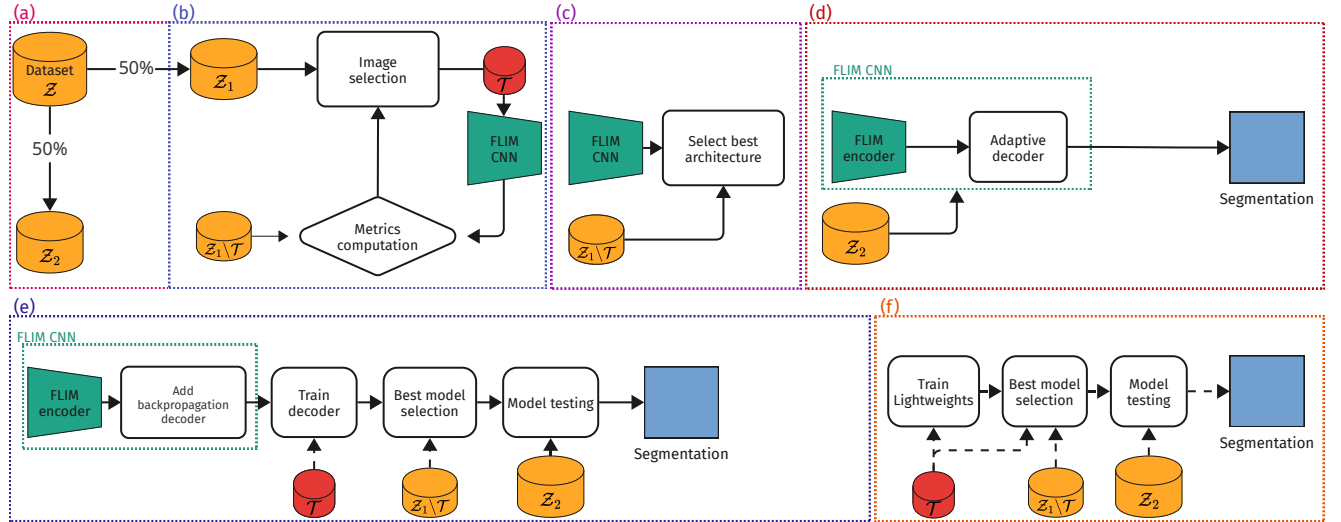 (a)
Dataset
𝒵
50%
50%
𝒵₂
(b)
𝒵₁
Image
selection
𝒯
FLIM
CNN
Metrics
computation
𝒵₁\𝒯
(c)
FLIM
CNN
Select best
architecture
𝒵₁\𝒯
(d)
FLIM CNN
FLIM
encoder
Adaptive
decoder
Segmentation
𝒵₂
(e)
FLIM CNN
FLIM
encoder
Add
backpropagation
decoder
Train
decoder
Best model
selection
Model testing
Segmentation
𝒯
𝒵₁\𝒯
𝒵₂
(f)
Train
Lightweights
Best model
selection
Model
testing
Segmentation
𝒯
𝒵₁\𝒯
𝒵₂